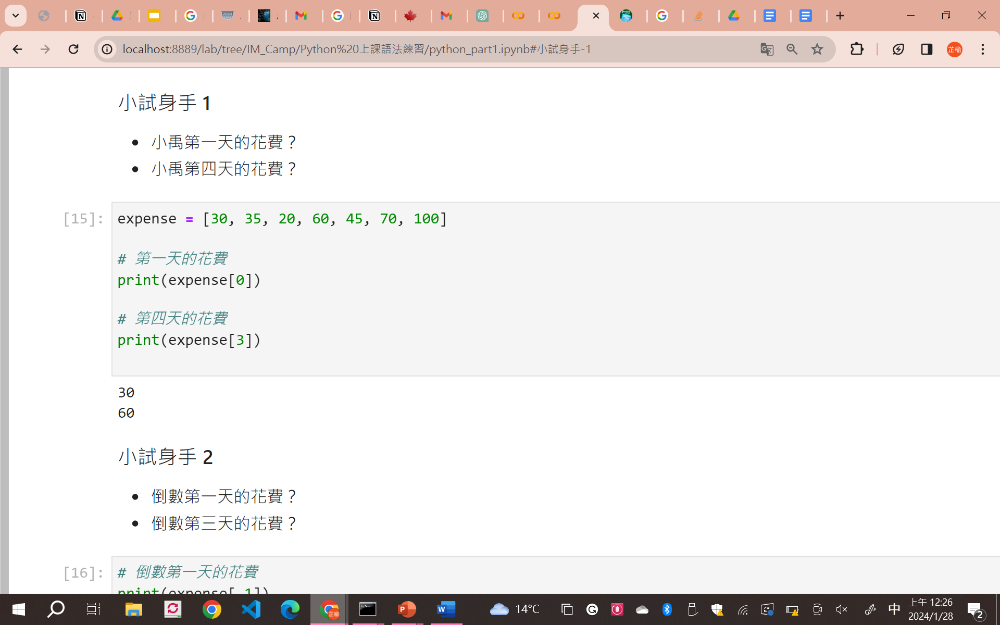 localhost:8889/lab/tree/IM_Camp/Python%20上課語法練習/python_part1.ipynb#小試身手-1
芷榆
小試身手 1
• 小禹第一天的花費？
• 小禹第四天的花費？
[15]:
expense = [30, 35, 20, 60, 45, 70, 100]
# 第一天的花費
print(expense[0])
# 第四天的花費
print(expense[3])
30
60
小試身手 2
• 倒數第一天的花費？
• 倒數第三天的花費？
[16]:
# 倒數第一天的花費
print(expense[-1])
14°C
中
上午 12:26
2024/1/28
2